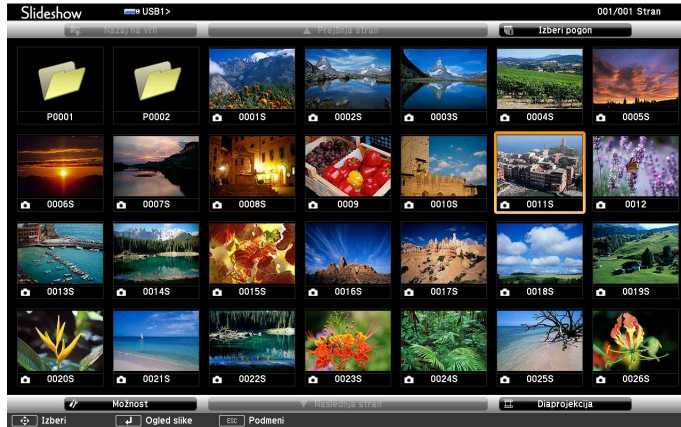 Slideshow USB1> 001/001 Stran
Nazaj na vrh Prejšnja stran Izberi pogon
P0001 P0002 0001S 0002S 0003S 0004S 0005S
0006S 0007S 0008S 0009 0010S 0011S 0012
0013S 0014S 0015S 0016S 0017S 0018S 0019S
0020S 0021S 0022S 0023S 0024S 0025S 0026S
Možnost Naslednja stran Diaprojekcija
Izberi Ogled slike ESC Podmeni